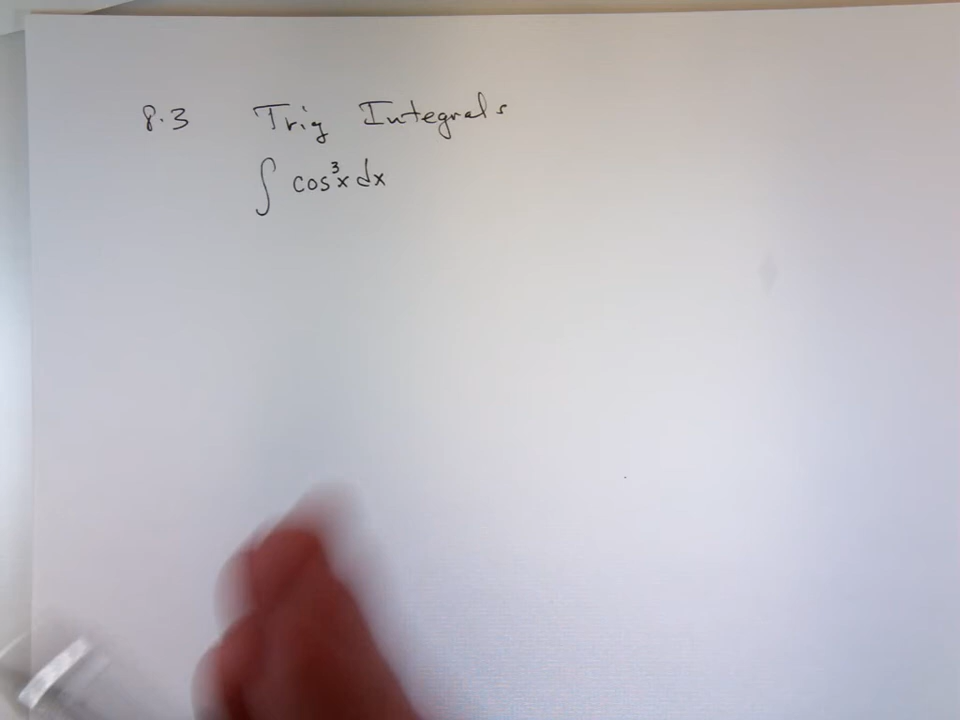 8.3 Trig Integrals
∫ cos³x dx